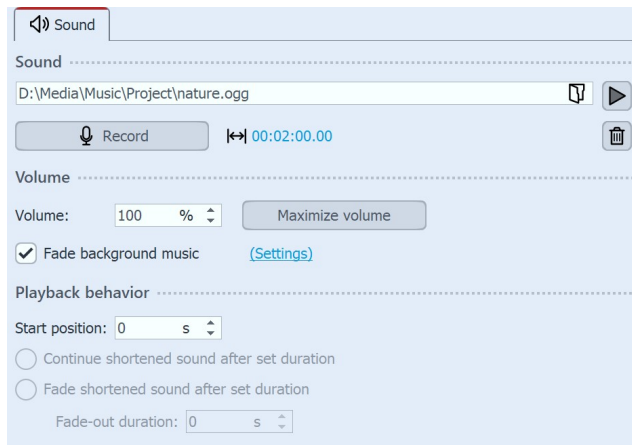 Sound
Sound
D:\Media\Music\Project\nature.ogg
Record 00:02:00.00
Volume
Volume: 100 % Maximize volume
Fade background music (Settings)
Playback behavior
Start position: 0 s
Continue shortened sound after set duration
Fade shortened sound after set duration
Fade-out duration: 0 s